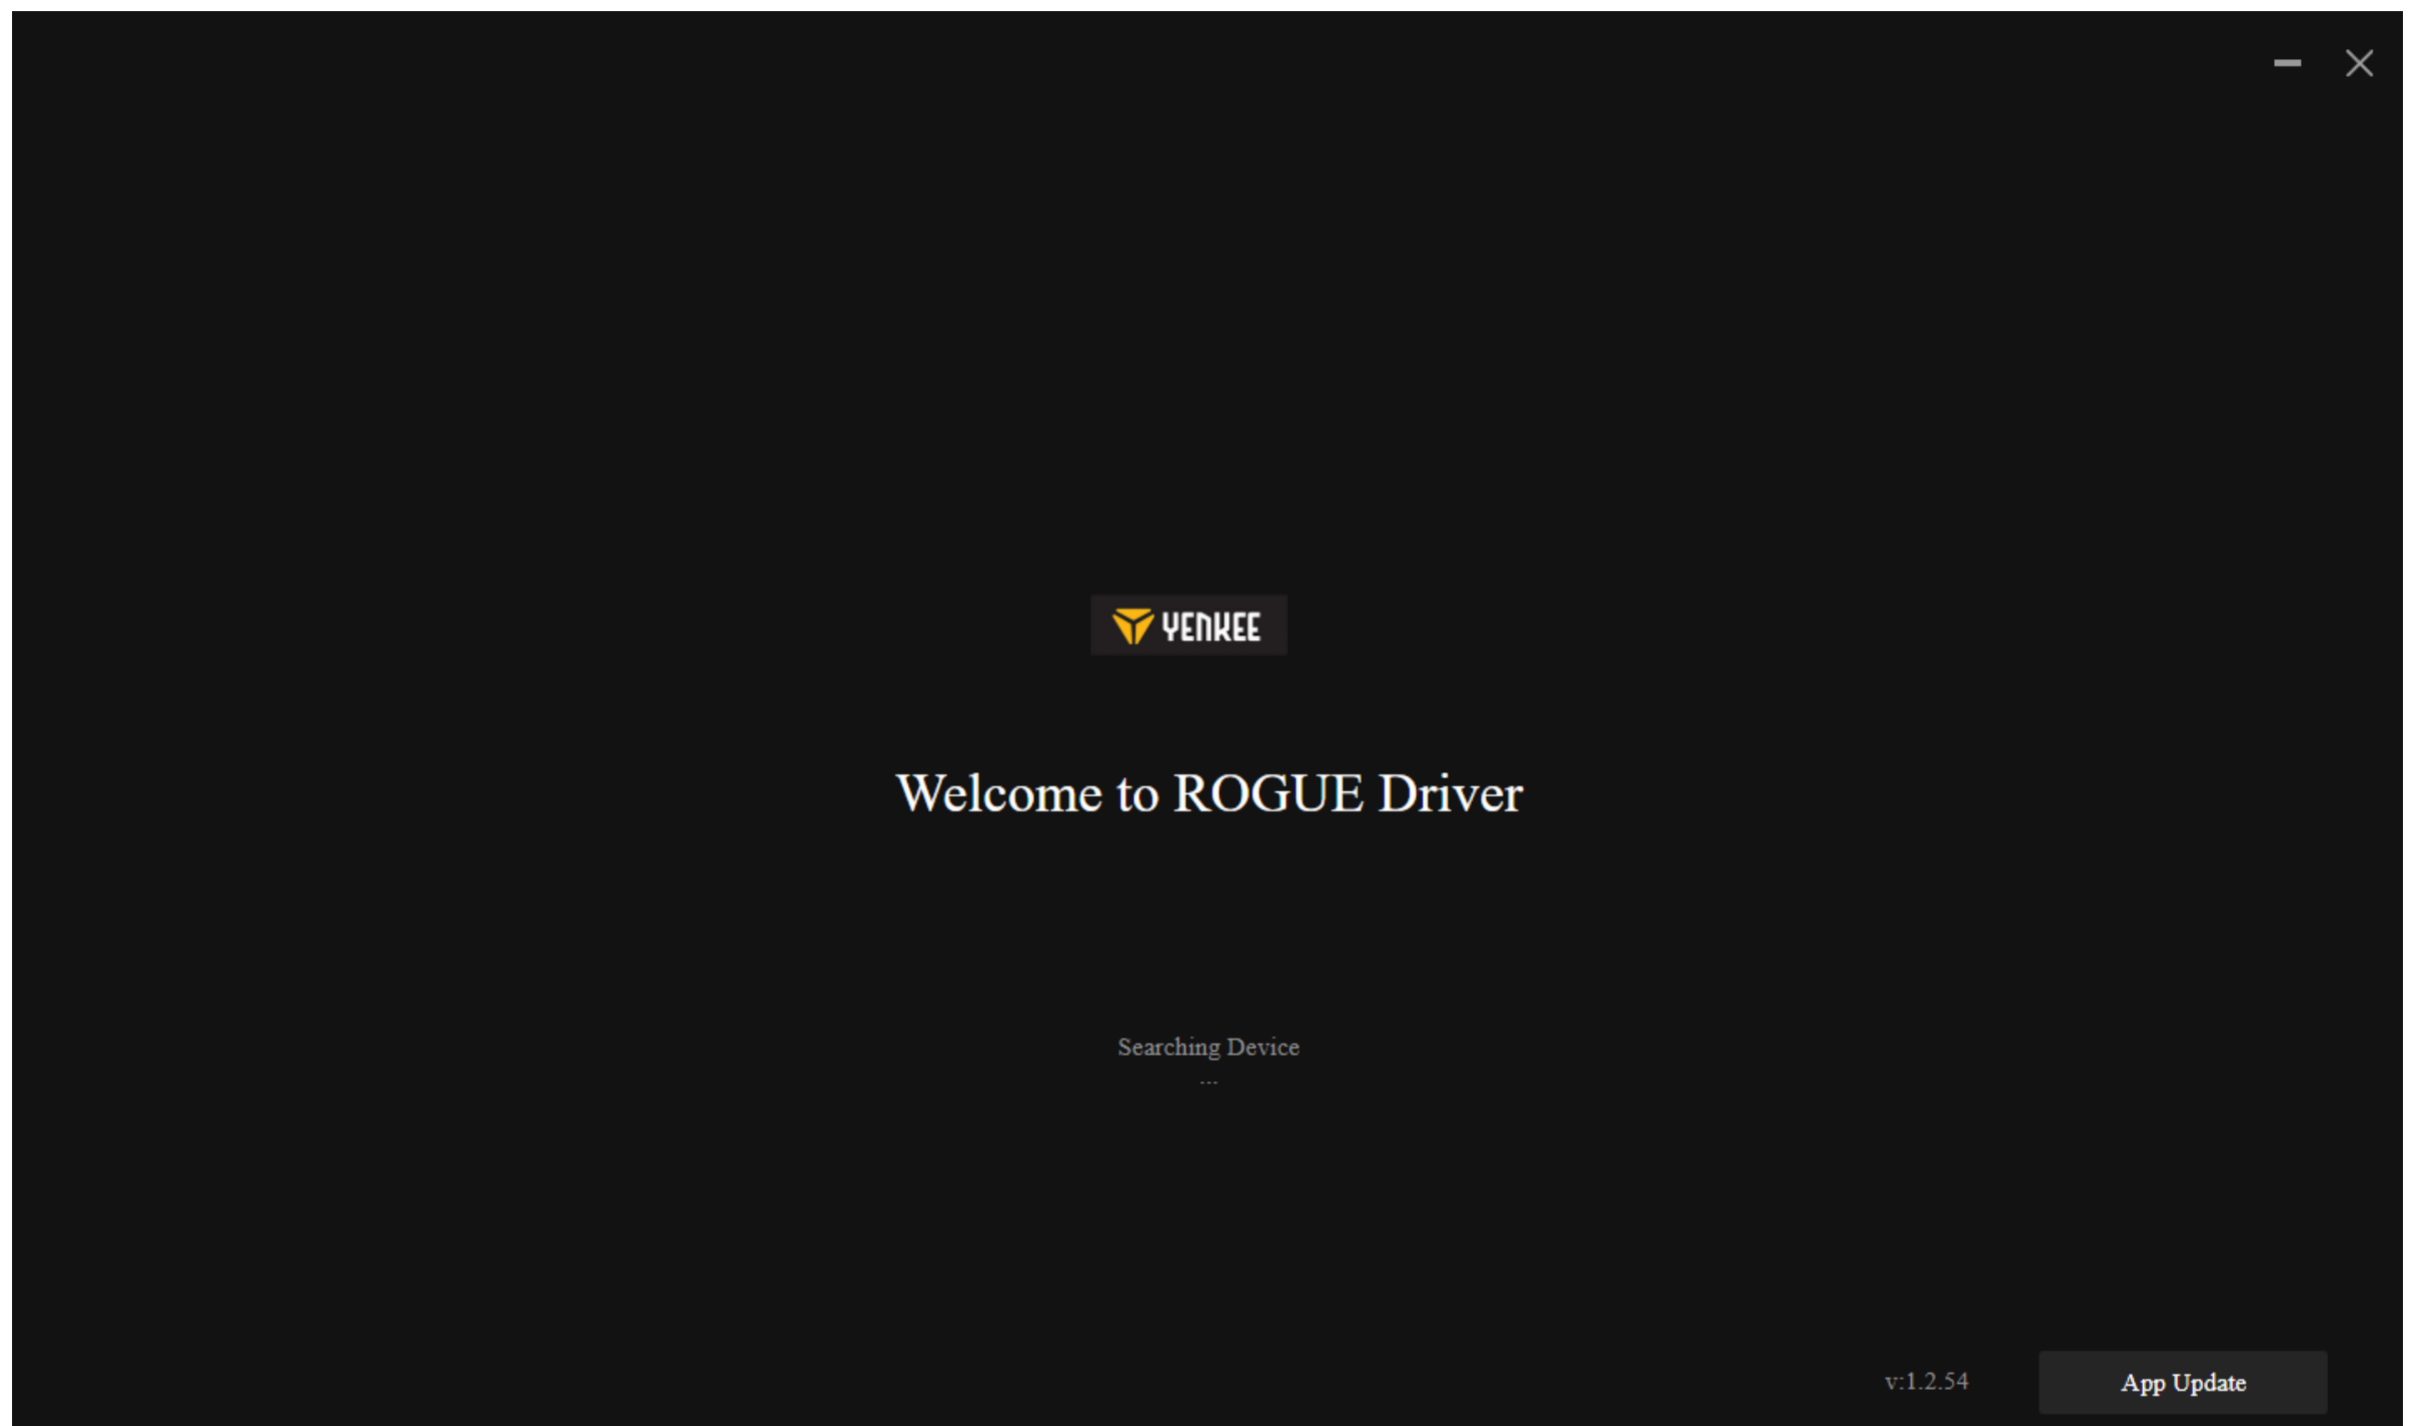 YENKEE
Welcome to ROGUE Driver
Searching Device
...
v:1.2.54
App Update